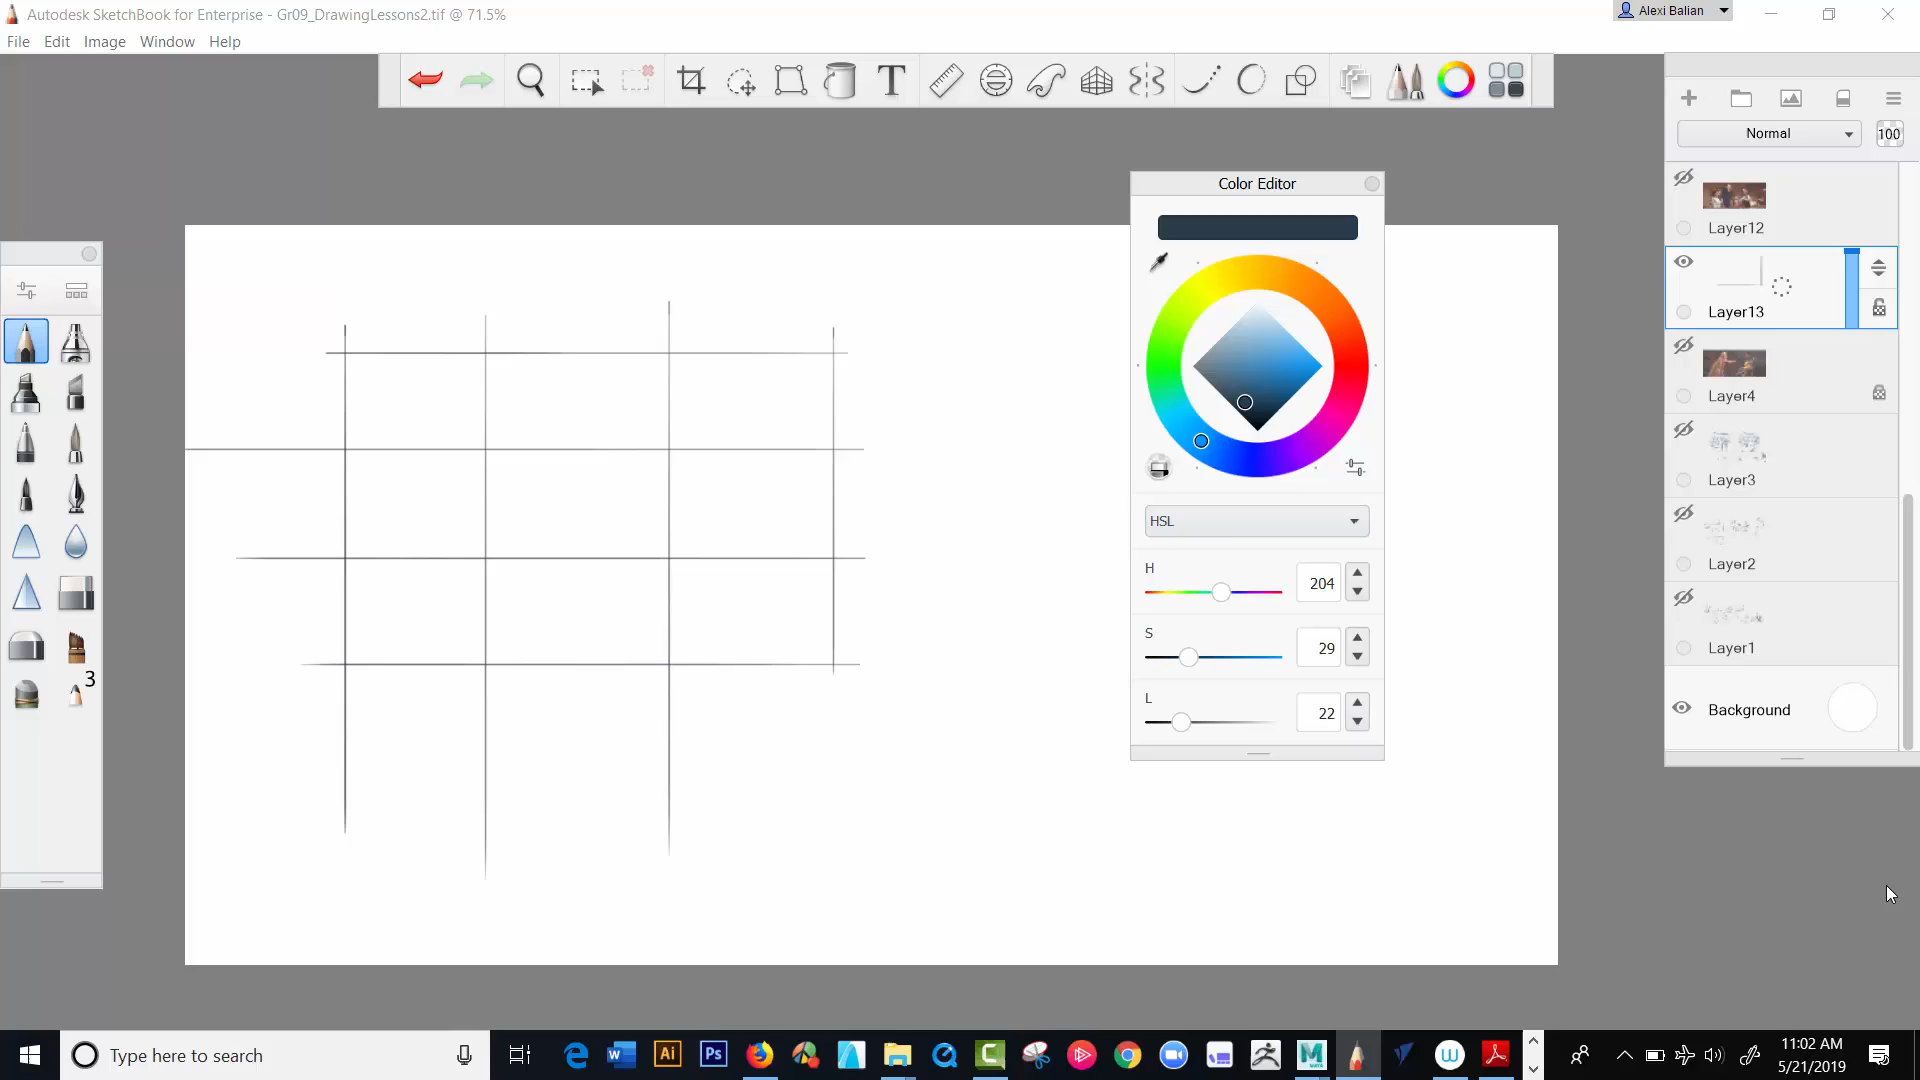 Autodesk SketchBook for Enterprise - Gr09_DrawingLessons2.tif @ 71.5%
Alexi Balian
File Edit Image Window Help
T
Normal 100
Layer12
Layer13
Layer4
Layer3
Layer2
Layer1
Background
Color Editor
HSL
H 204
S 29
L 22
3
Type here to search
Ai
Ps
11:02 AM
5/21/2019